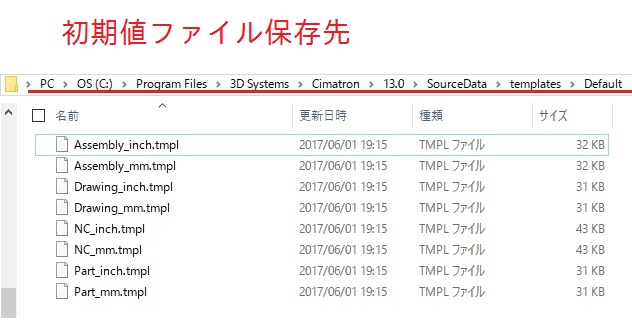 初期値ファイル保存先
PC › OS (C:) › Program Files › 3D Systems › Cimatron › 13.0 › SourceData › templates › Default
名前 更新日時 種類 サイズ
Assembly_inch.tmpl 2017/06/01 19:15 TMPL ファイル 32 KB
Assembly_mm.tmpl 2017/06/01 19:15 TMPL ファイル 32 KB
Drawing_inch.tmpl 2017/06/01 19:15 TMPL ファイル 31 KB
Drawing_mm.tmpl 2017/06/01 19:15 TMPL ファイル 31 KB
NC_inch.tmpl 2017/06/01 19:15 TMPL ファイル 43 KB
NC_mm.tmpl 2017/06/01 19:15 TMPL ファイル 43 KB
Part_inch.tmpl 2017/06/01 19:15 TMPL ファイル 31 KB
Part_mm.tmpl 2017/06/01 19:15 TMPL ファイル 31 KB